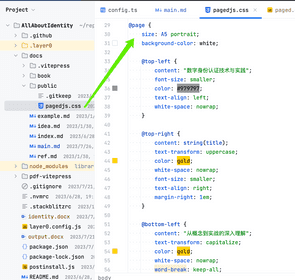 config.ts
main.md
pagedjs.css
AllAboutIdentity
.github
.layer0
docs
.vitepress
book
public
.gitkeep
pagedjs.css
example.md
idea.md
index.md
main.md
ref.md
node_modules
pdf-vitepress
.gitignore
.nvmrc
.stackblitzrc
identity.docx
layer0.config.js
output.docx
package.json
package-lock.json
postinstall.js
README.md
@page {
size: A5 portrait;
background-color: white;
@top-left {
content: "数字身份认证技术与实践";
font-size: smaller;
color: #979797;
text-align: left;
white-space: nowrap;
}
@top-right {
content: string(title);
text-transform: uppercase;
color: gold;
white-space: nowrap;
font-size: smaller;
text-align: right;
margin-right: 1em;
}
@bottom-left {
content: "从概念到实战的深入理解";
text-transform: capitalize;
color: gold;
white-space: nowrap;
word-break: keep-all;
body